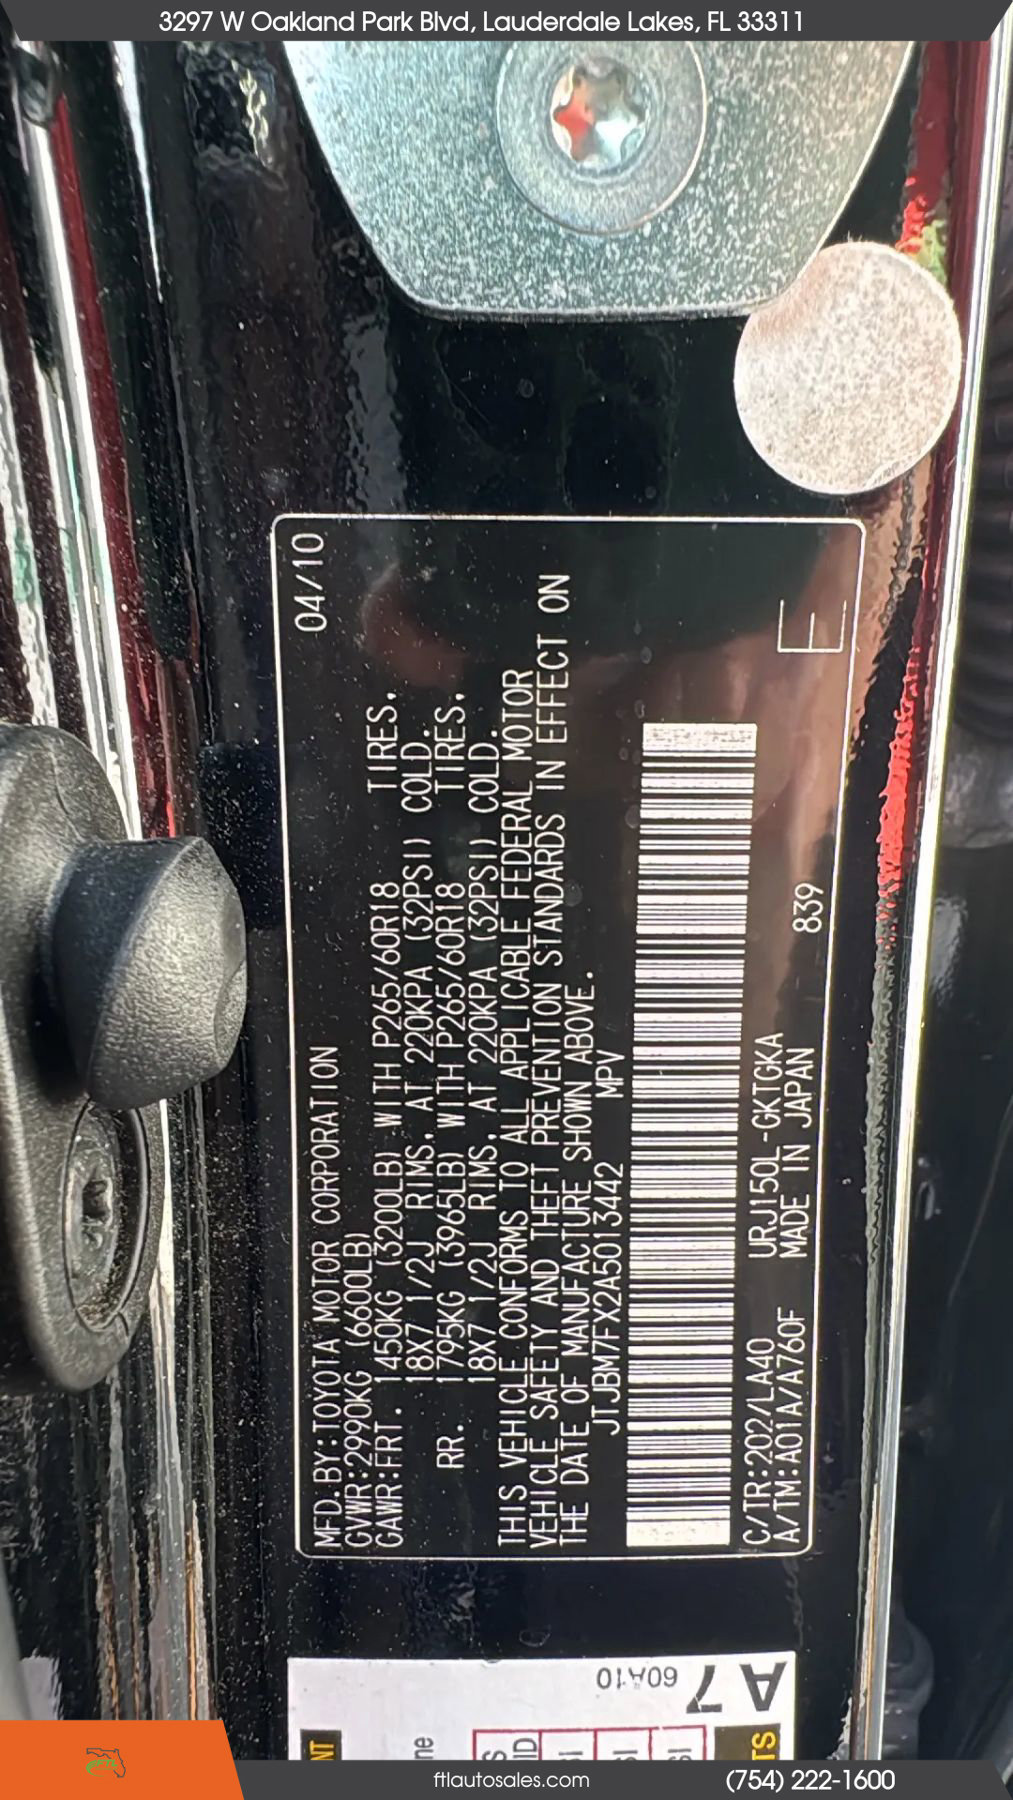 3297 W Oakland Park Blvd, Lauderdale Lakes, FL 33311
MFD.BY:TOYOTA MOTOR CORPORATION 04/10
GVWR:2990KG (6600LB)
GAWR:FRT. 1450KG (3200LB) WITH P265/60R18 TIRES.
18X7 1/2J RIMS. AT 220KPA (32PSI) COLD.
RR. 1795KG (3965LB) WITH P265/60R18 TIRES.
18X7 1/2J RIMS. AT 220KPA (32PSI) COLD.
THIS VEHICLE CONFORMS TO ALL APPLICABLE FEDERAL MOTOR
VEHICLE SAFETY AND THEFT PREVENTION STANDARDS IN EFFECT ON
THE DATE OF MANUFACTURE SHOWN ABOVE.
JTJBM7FX2A5013442 MPV
C/TR:202/LA40 URJ150L-GKTGKA
A/TM:A01A/A760F MADE IN JAPAN 839
E
A7
60A10
ftlautosales.com
(754) 222-1600